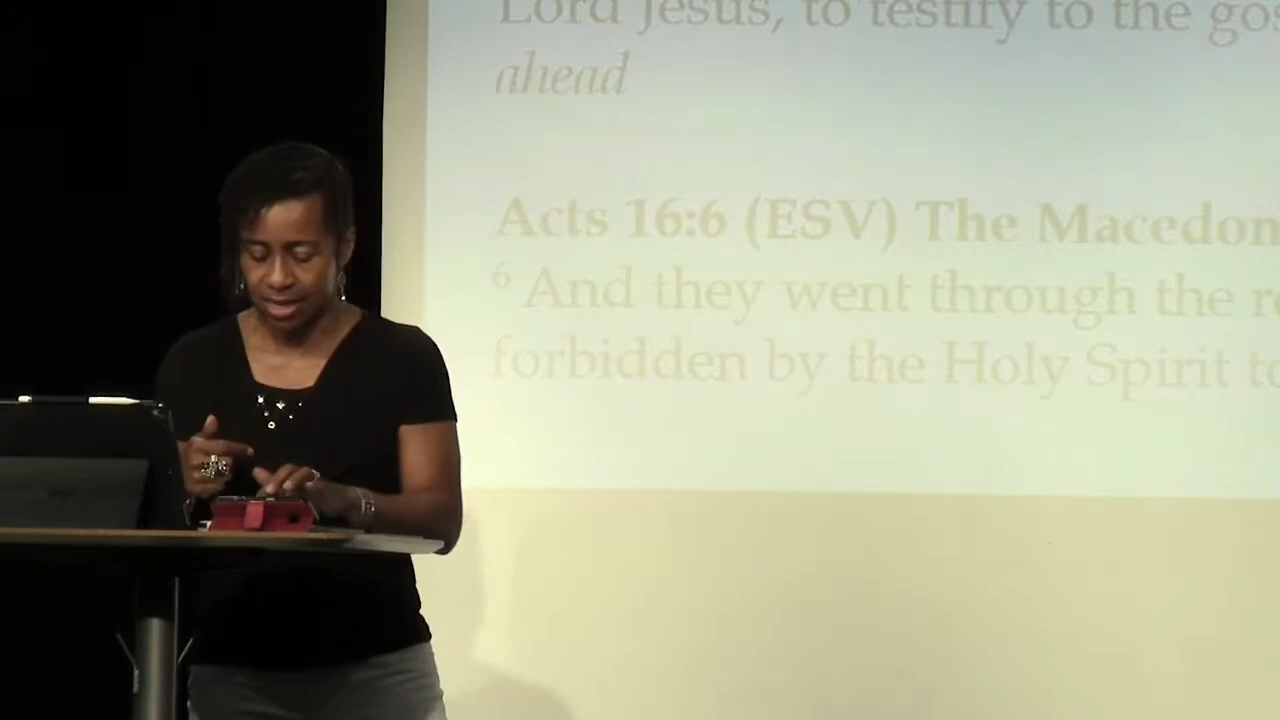 Lord Jesus, to testify to the gos
ahead
Acts 16:6 (ESV) The Macedon
6 And they went through the re
forbidden by the Holy Spirit to